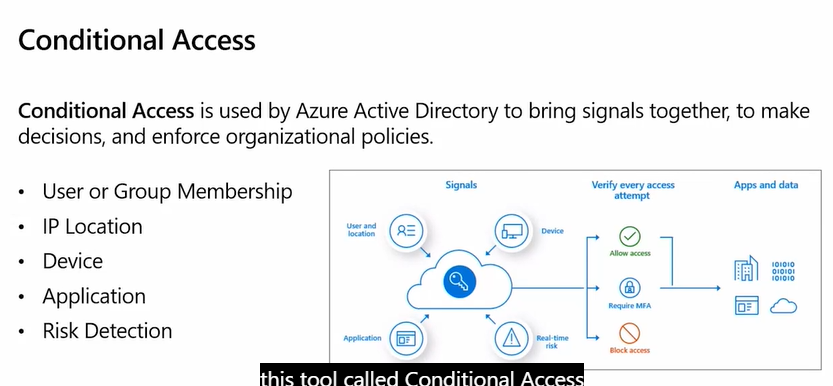 Conditional Access
Conditional Access is used by Azure Active Directory to bring signals together, to make
decisions, and enforce organizational policies.
• User or Group Membership
• IP Location
• Device
• Application
• Risk Detection
Signals
Verify every access
attempt
Apps and data
User and
location
Device
Allow access
Require MFA
Application
Real-time
risk
Block access
101010
010101
101010
this tool called Conditional Access